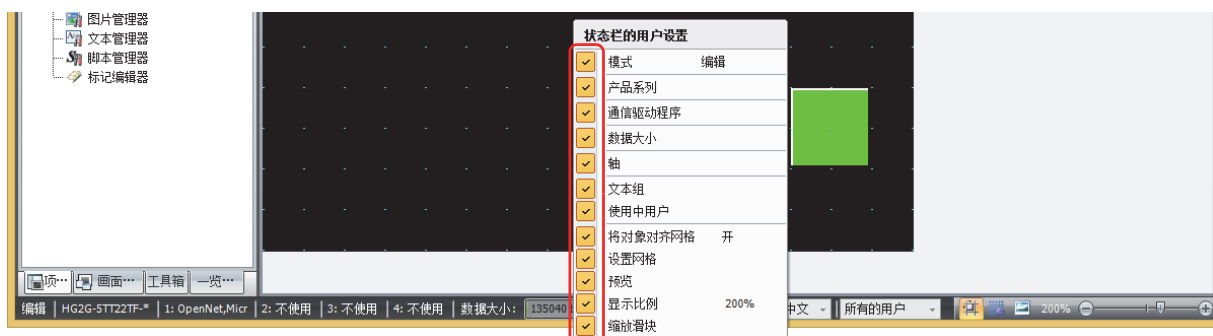 图片管理器
文本管理器
脚本管理器
标记编辑器
状态栏的用户设置
模式 编辑
产品系列
通信驱动程序
数据大小
轴
文本组
使用中用户
将对象对齐网格 开
设置网格
预览
显示比例 200%
缩放滑块
项… 画面… 工具箱 一览…
编辑 HG2G-5TT22TF-* 1: OpenNet,Micr 2: 不使用 3: 不使用 4: 不使用 数据大小: 135040 中文 所有的用户 200%